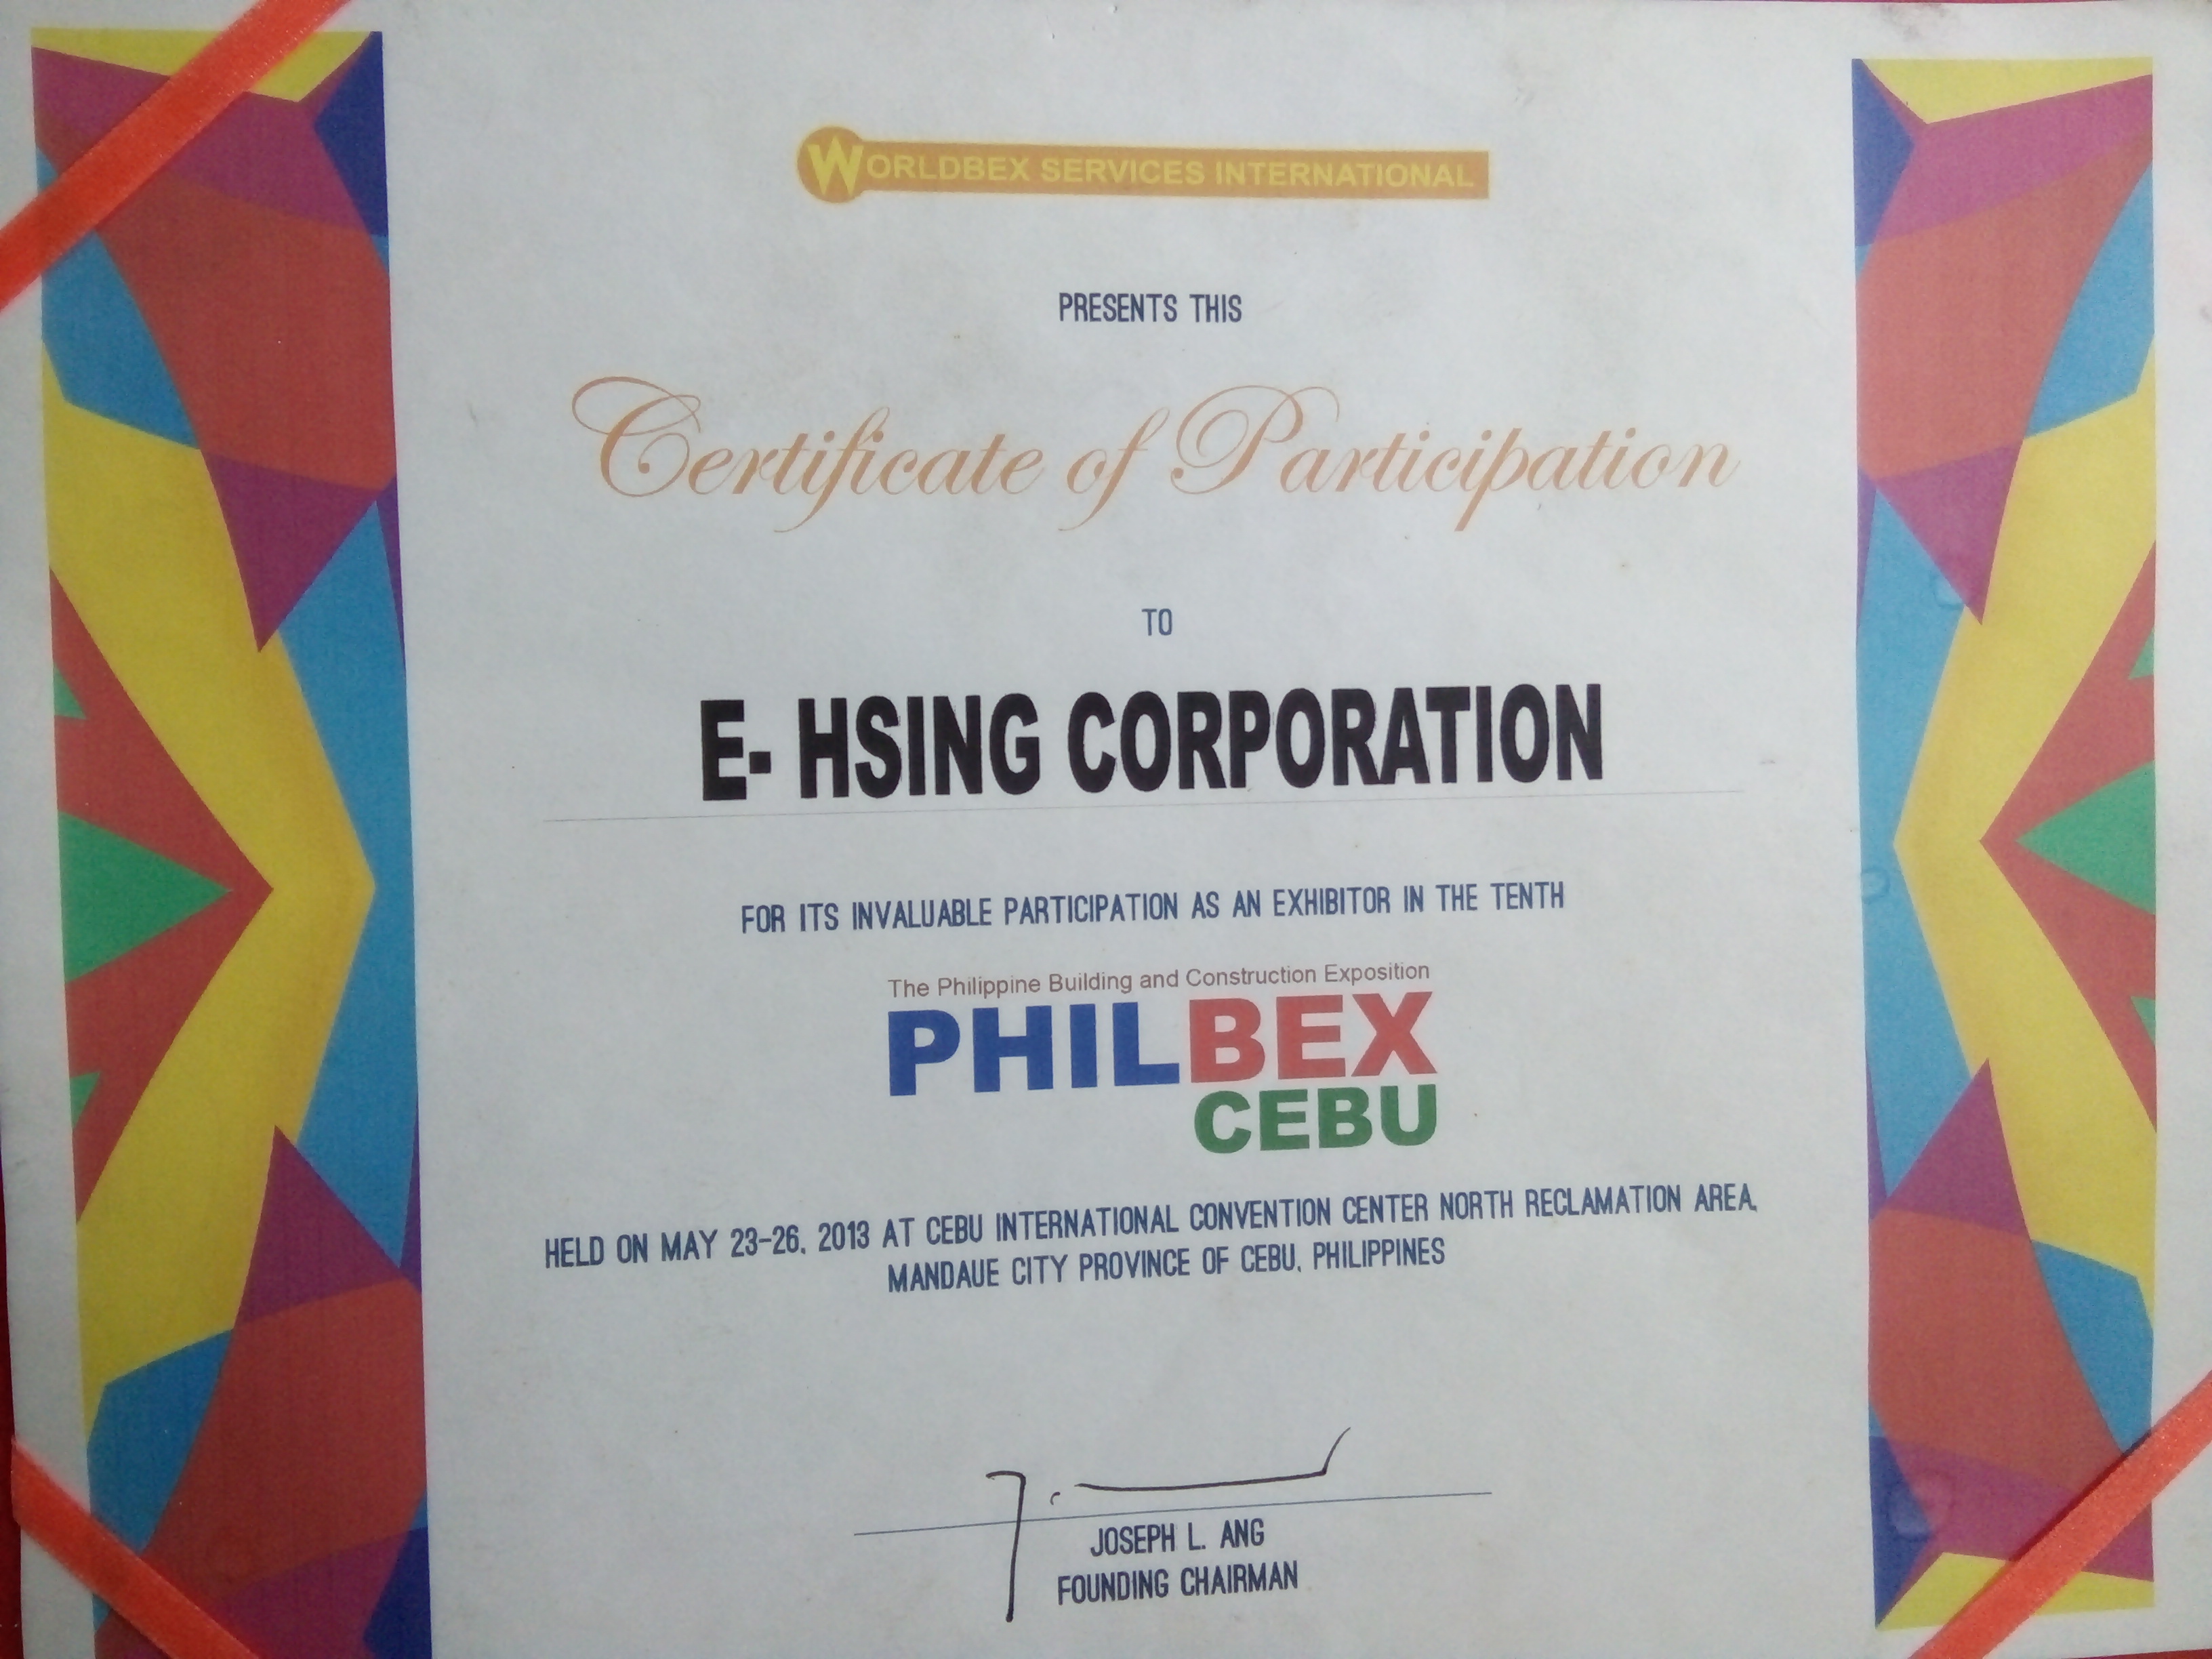 WORLDBEX SERVICES INTERNATIONAL
PRESENTS THIS
Certificate of Participation
TO
E- HSING CORPORATION
FOR ITS INVALUABLE PARTICIPATION AS AN EXHIBITOR IN THE TENTH
The Philippine Building and Construction Exposition
PHILBEX
CEBU
HELD ON MAY 23-26, 2013 AT CEBU INTERNATIONAL CONVENTION CENTER NORTH RECLAMATION AREA,
MANDAUE CITY PROVINCE OF CEBU, PHILIPPINES
JOSEPH L. ANG
FOUNDING CHAIRMAN